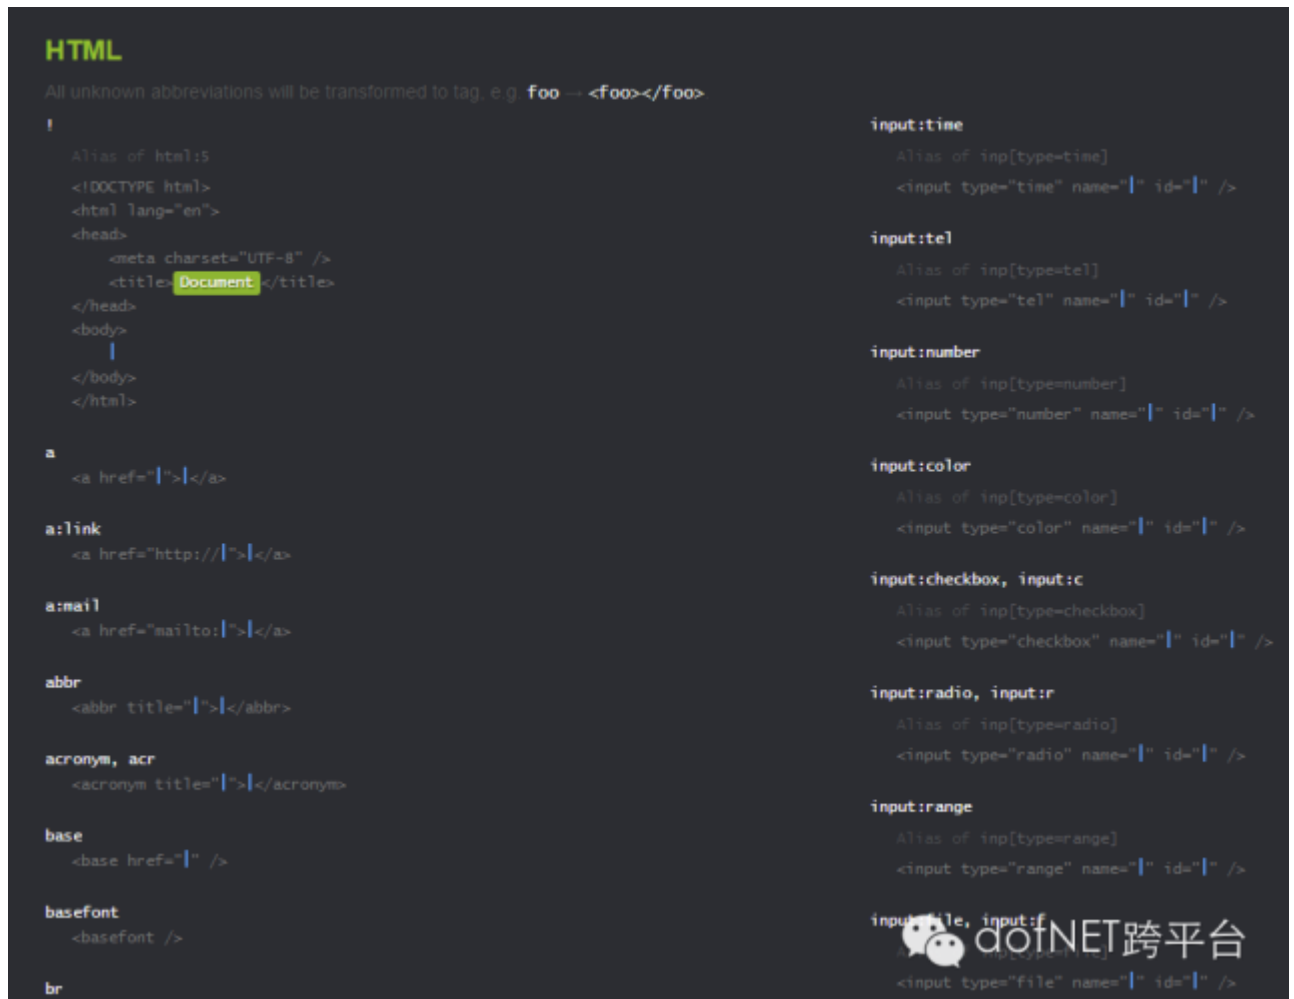 HTML
All unknown abbreviations will be transformed to tag, e.g. foo → <foo></foo>
!
Alias of html:5
<!DOCTYPE html>
<html lang="en">
<head>
<meta charset="UTF-8" />
<title>Document</title>
</head>
<body>
</body>
</html>
a
<a href=""></a>
a:link
<a href="http://"></a>
a:mail
<a href="mailto:"></a>
abbr
<abbr title=""></abbr>
acronym, acr
<acronym title=""></acronym>
base
<base href="" />
basefont
<basefont />
br
input:time
Alias of inp[type=time]
<input type="time" name="" id="" />
input:tel
Alias of inp[type=tel]
<input type="tel" name="" id="" />
input:number
Alias of inp[type=number]
<input type="number" name="" id="" />
input:color
Alias of inp[type=color]
<input type="color" name="" id="" />
input:checkbox, input:c
Alias of inp[type=checkbox]
<input type="checkbox" name="" id="" />
input:radio, input:r
Alias of inp[type=radio]
<input type="radio" name="" id="" />
input:range
Alias of inp[type=range]
<input type="range" name="" id="" />
input:file, input:f
Alias of inp[type=file]
<input type="file" name="" id="" />
dotNET跨平台